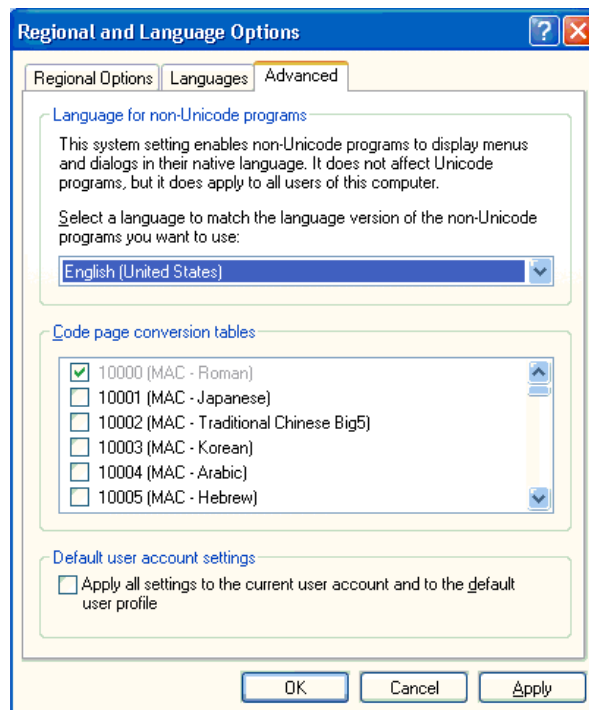 Regional and Language Options
Regional Options Languages Advanced
Language for non-Unicode programs
This system setting enables non-Unicode programs to display menus
and dialogs in their native language. It does not affect Unicode
programs, but it does apply to all users of this computer.
Select a language to match the language version of the non-Unicode
programs you want to use:
English (United States)
Code page conversion tables
10000 (MAC - Roman)
10001 (MAC - Japanese)
10002 (MAC - Traditional Chinese Big5)
10003 (MAC - Korean)
10004 (MAC - Arabic)
10005 (MAC - Hebrew)
Default user account settings
Apply all settings to the current user account and to the default
user profile
OK Cancel Apply